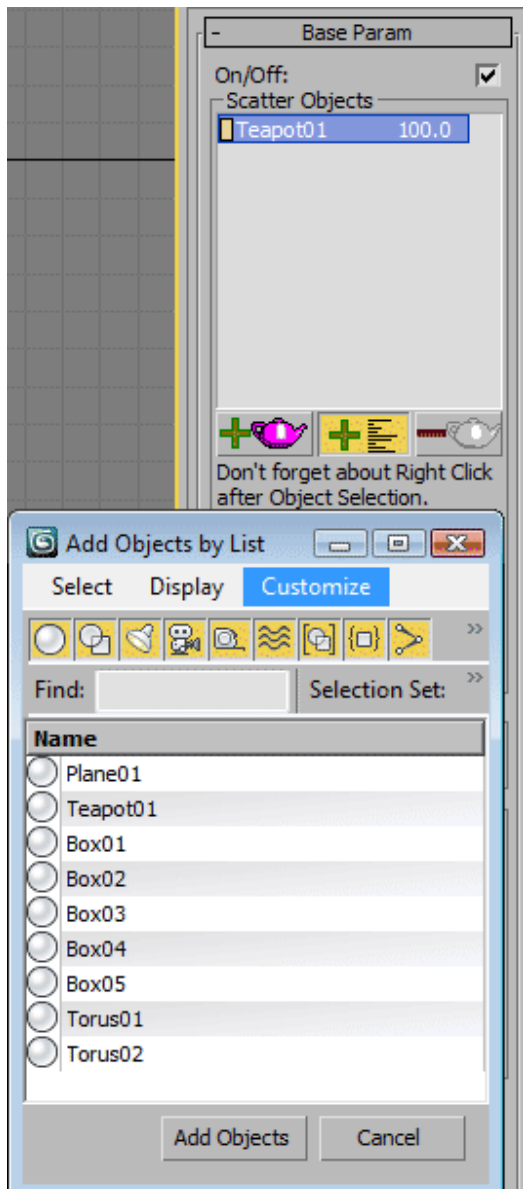 - Base Param
On/Off:
Scatter Objects
Teapot01 100.0
Don't forget about Right Click
after Object Selection.
Add Objects by List
Select Display Customize
Find: Selection Set:
Name
Plane01
Teapot01
Box01
Box02
Box03
Box04
Box05
Torus01
Torus02
Add Objects Cancel